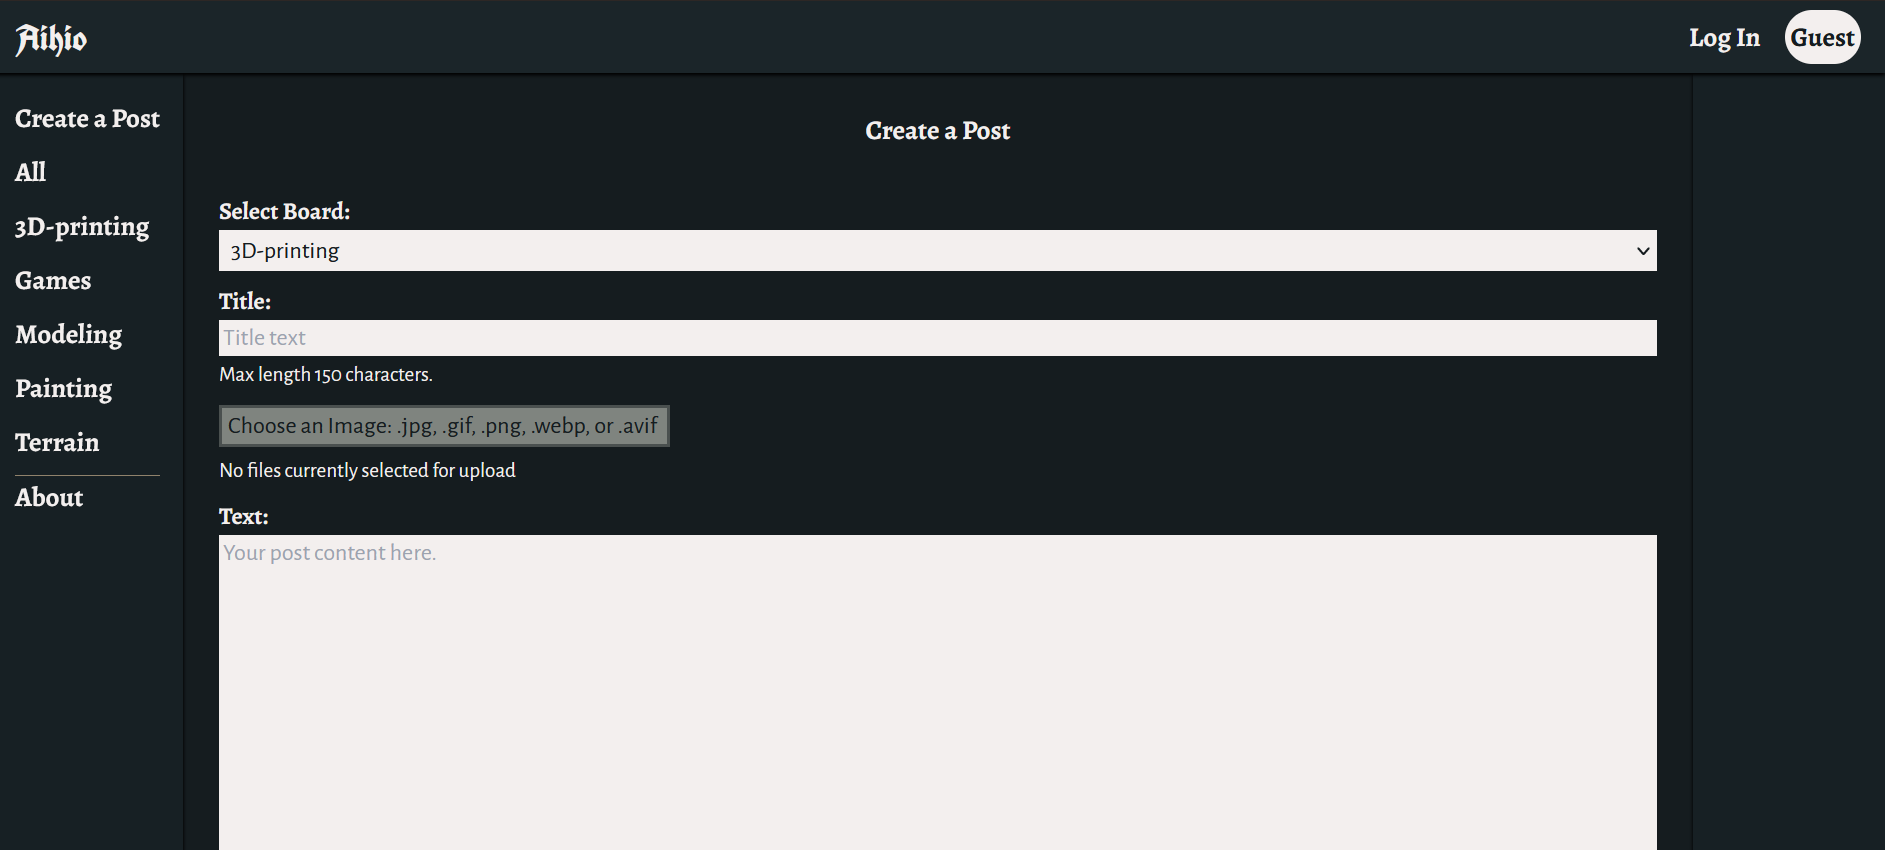 Aihio
Log In
Guest
Create a Post
All
3D-printing
Games
Modeling
Painting
Terrain
About
Create a Post
Select Board:
3D-printing
Title:
Title text
Max length 150 characters.
Choose an Image: .jpg, .gif, .png, .webp, or .avif
No files currently selected for upload
Text:
Your post content here.